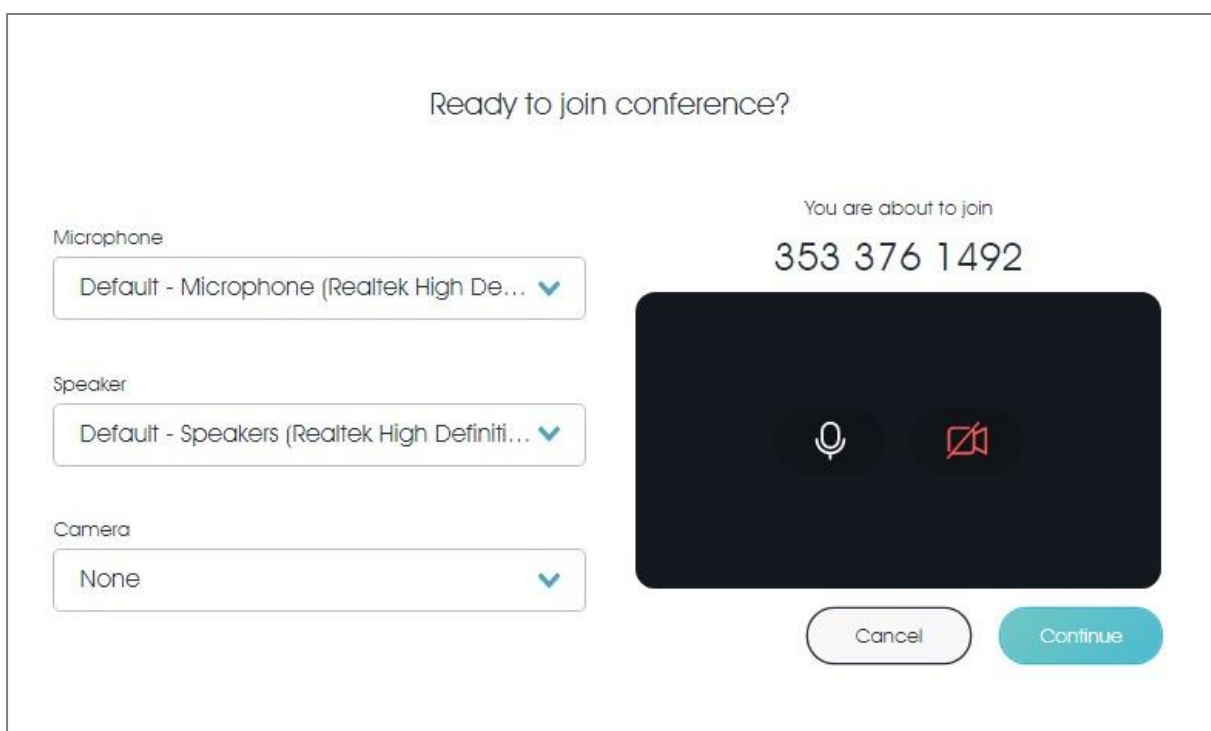 Ready to join conference?
Microphone
Default - Microphone (Realtek High De...
Speaker
Default - Speakers (Realtek High Definiti...
Camera
None
You are about to join
353 376 1492
Cancel
Continue